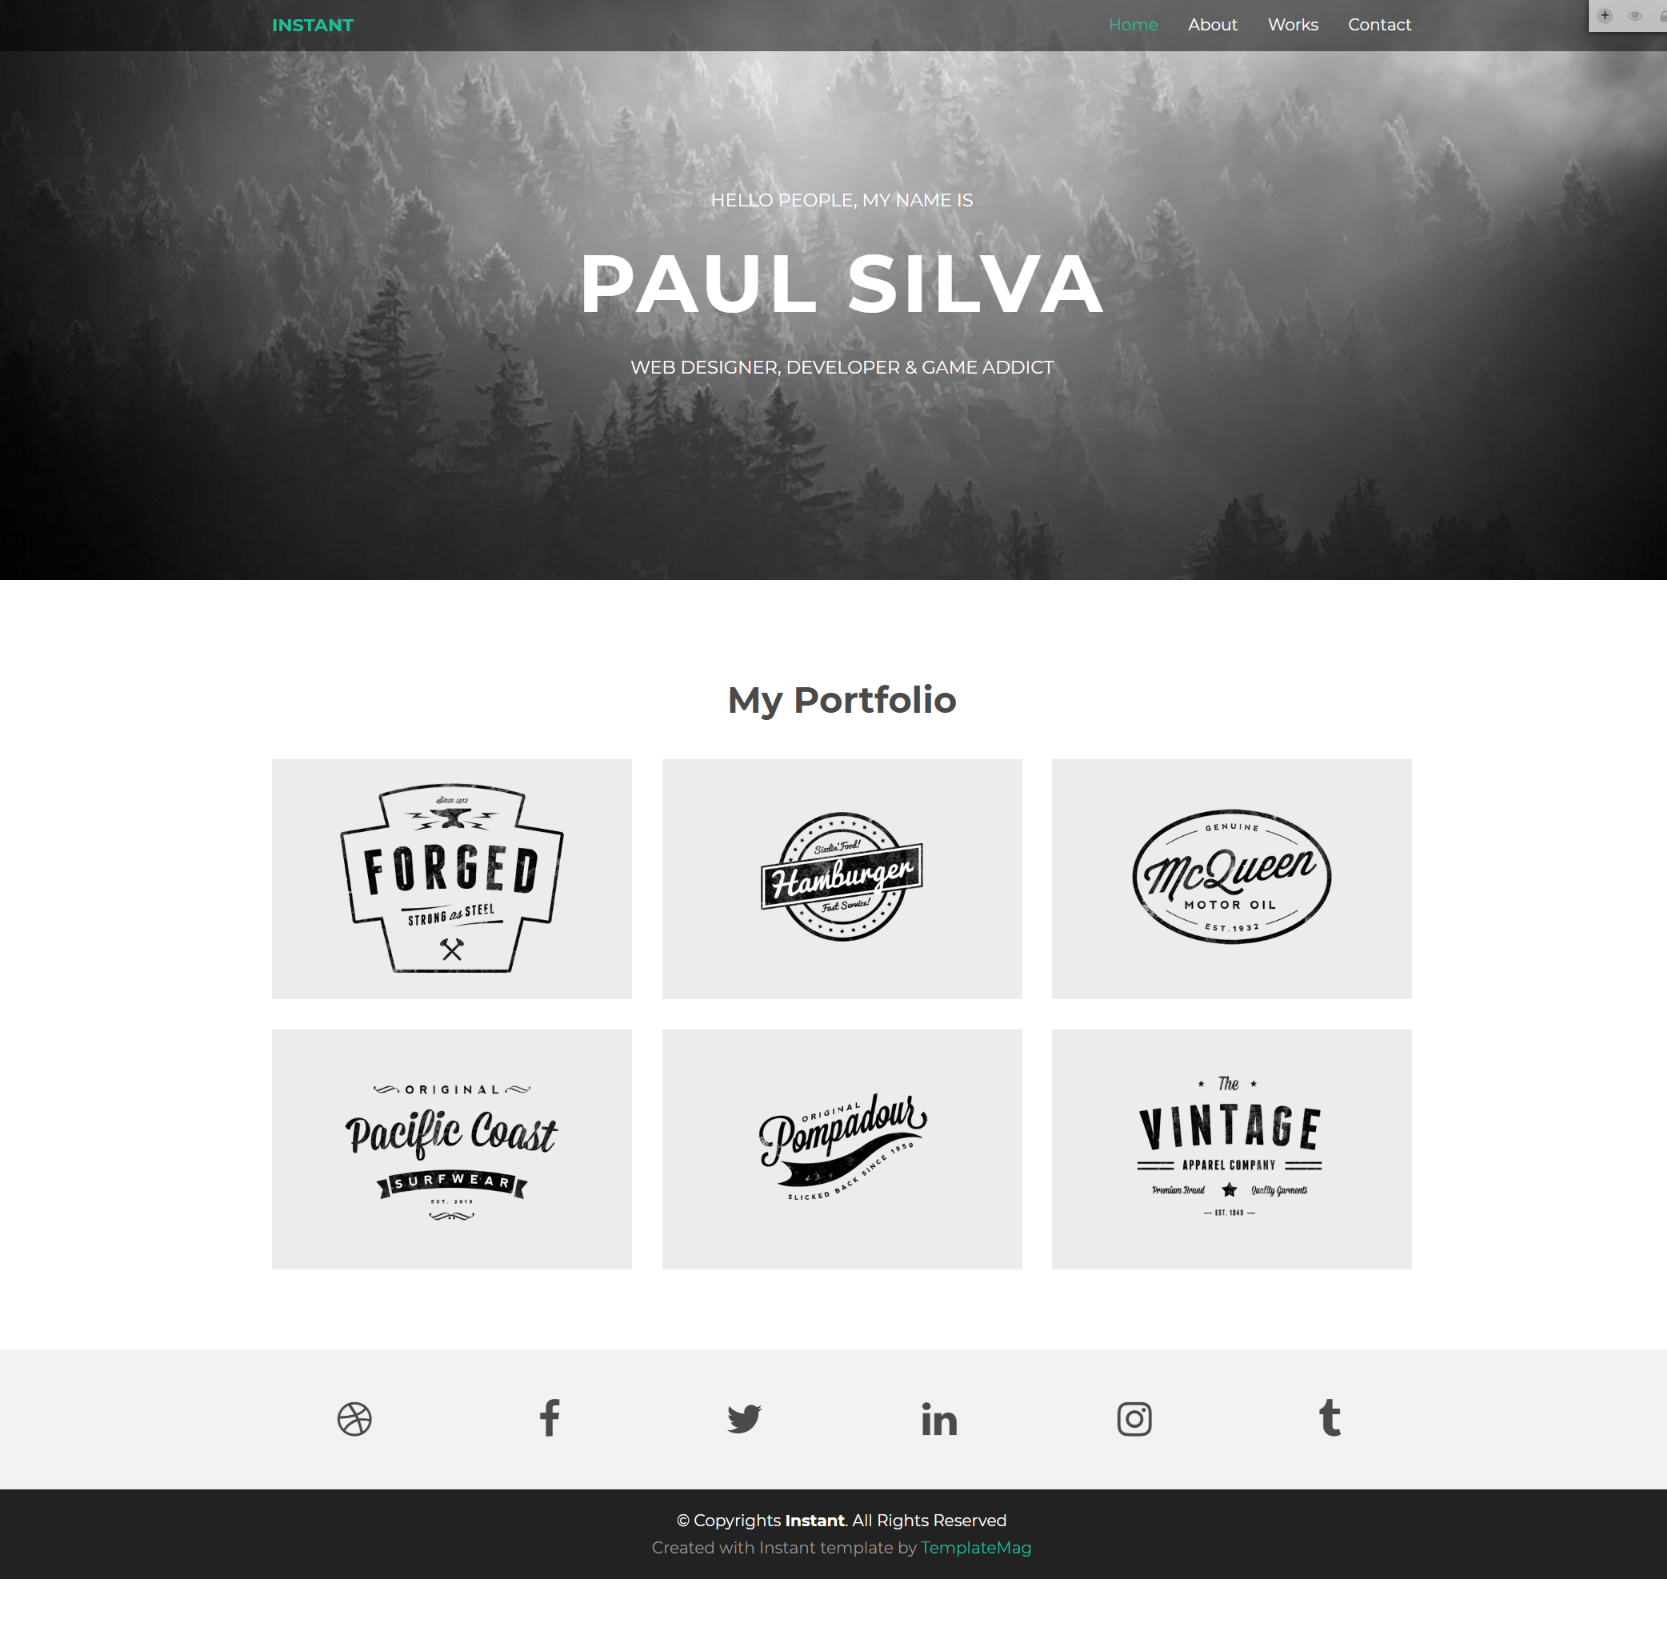 INSTANT
Home About Works Contact
HELLO PEOPLE, MY NAME IS
PAUL SILVA
WEB DESIGNER, DEVELOPER & GAME ADDICT
My Portfolio
Since 1913
FORGED
STRONG as STEEL
Sizzlin' Food!
Hamburger
Fast Service!
GENUINE
McQueen
MOTOR OIL
EST. 1932
ORIGINAL
Pacific Coast
SURFWEAR
EST. 2013
ORIGINAL
Pompadour
SLICKED BACK SINCE 1950
The
VINTAGE
APPAREL COMPANY
Premium Brand Quality Garments
EST. 1949
© Copyrights Instant. All Rights Reserved
Created with Instant template by TemplateMag